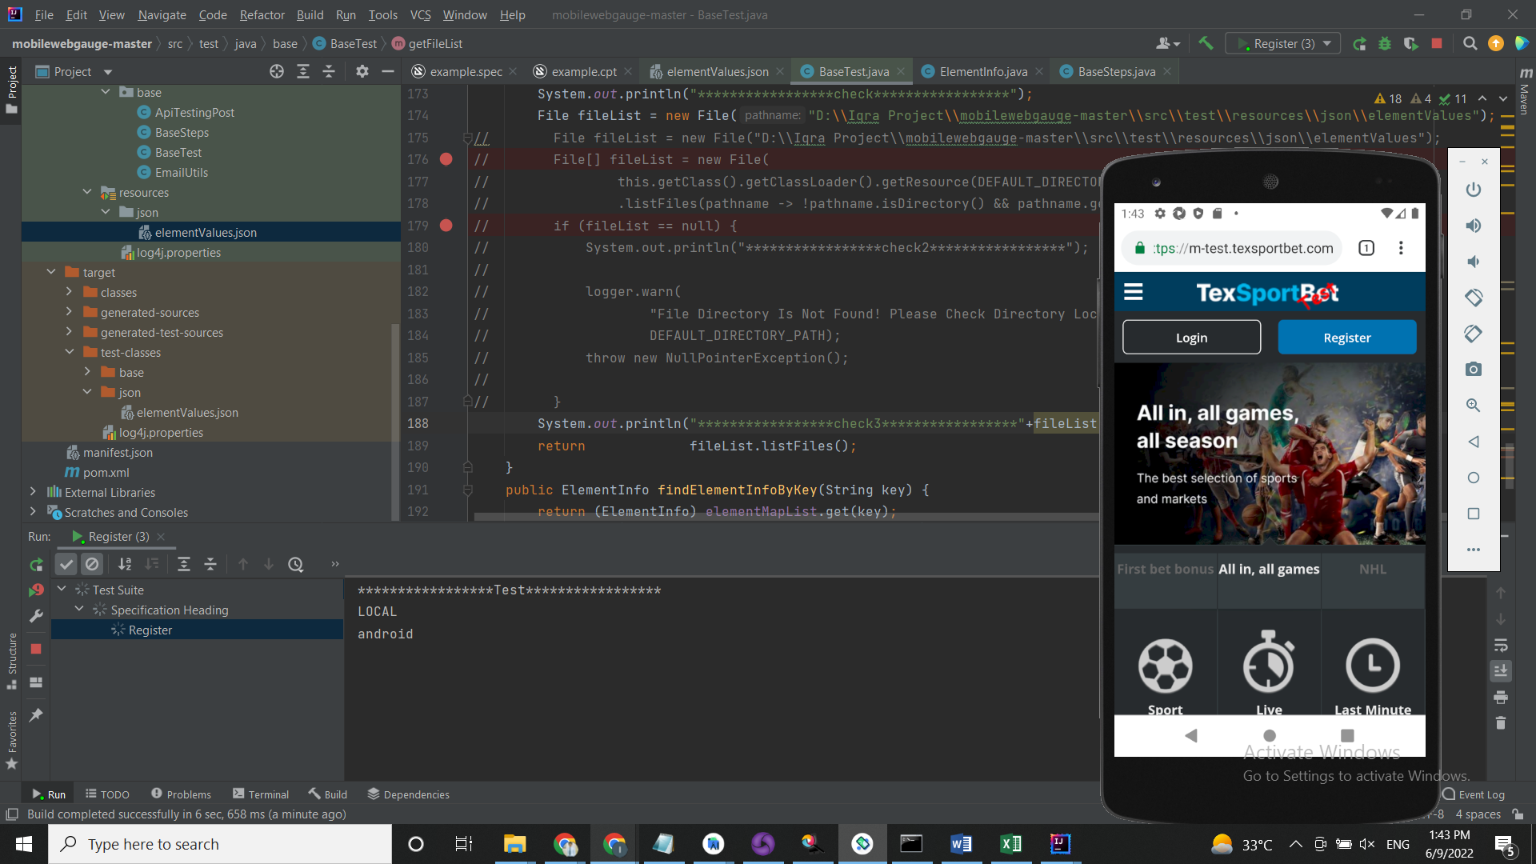 File Edit View Navigate Code Refactor Build Run Tools VCS Window Help mobilewebgauge-master - BaseTest.java
mobilewebgauge-master src test java base BaseTest getFileList Register (3)
Project example.spec example.cpt elementValues.json BaseTest.java ElementInfo.java BaseSteps.java
Project
Maven
base
ApiTestingPost
BaseSteps
BaseTest
EmailUtils
resources
json
elementValues.json
log4j.properties
target
classes
generated-sources
generated-test-sources
test-classes
base
json
elementValues.json
log4j.properties
manifest.json
pom.xml
External Libraries
Scratches and Consoles
18 4 11
173 System.out.println("*****************check*****************");
174 File fileList = new File( pathname: "D:\\Iqra Project\\mobilewebgauge-master\\src\\test\\resources\\json\\elementValues");
175 // File fileList = new File("D:\\Iqra Project\\mobilewebgauge-master\\src\\test\\resources\\json\\elementValues");
176 // File[] fileList = new File(
177 // this.getClass().getClassLoader().getResource(DEFAULT_DIRECTOR
178 // .listFiles(pathname -> !pathname.isDirectory() && pathname.ge
179 // if (fileList == null) {
180 // System.out.println("*****************check2*****************");
181 //
182 // logger.warn(
183 // "File Directory Is Not Found! Please Check Directory Loc
184 // DEFAULT_DIRECTORY_PATH);
185 // throw new NullPointerException();
186 //
187 // }
188 System.out.println("*****************check3*****************"+fileList
189 return fileList.listFiles();
190 }
191 public ElementInfo findElementInfoByKey(String key) {
192 return (ElementInfo) elementMapList.get(key);
Run: Register (3)
Test Suite
Specification Heading
Register
*****************Test*****************
LOCAL
android
Structure
Favorites
Run TODO Problems Terminal Build Dependencies Event Log
Build completed successfully in 6 sec, 658 ms (a minute ago) 4 spaces
1:43
tps://m-test.texsportbet.com 1
TexSportBet
Test
Login Register
All in, all games,
all season
The best selection of sports
and markets
First bet bonus All in, all games NHL
Sport Live Last Minute
Activate Windows
Go to Settings to activate Windows.
Type here to search 33°C ENG 1:43 PM
6/9/2022 5